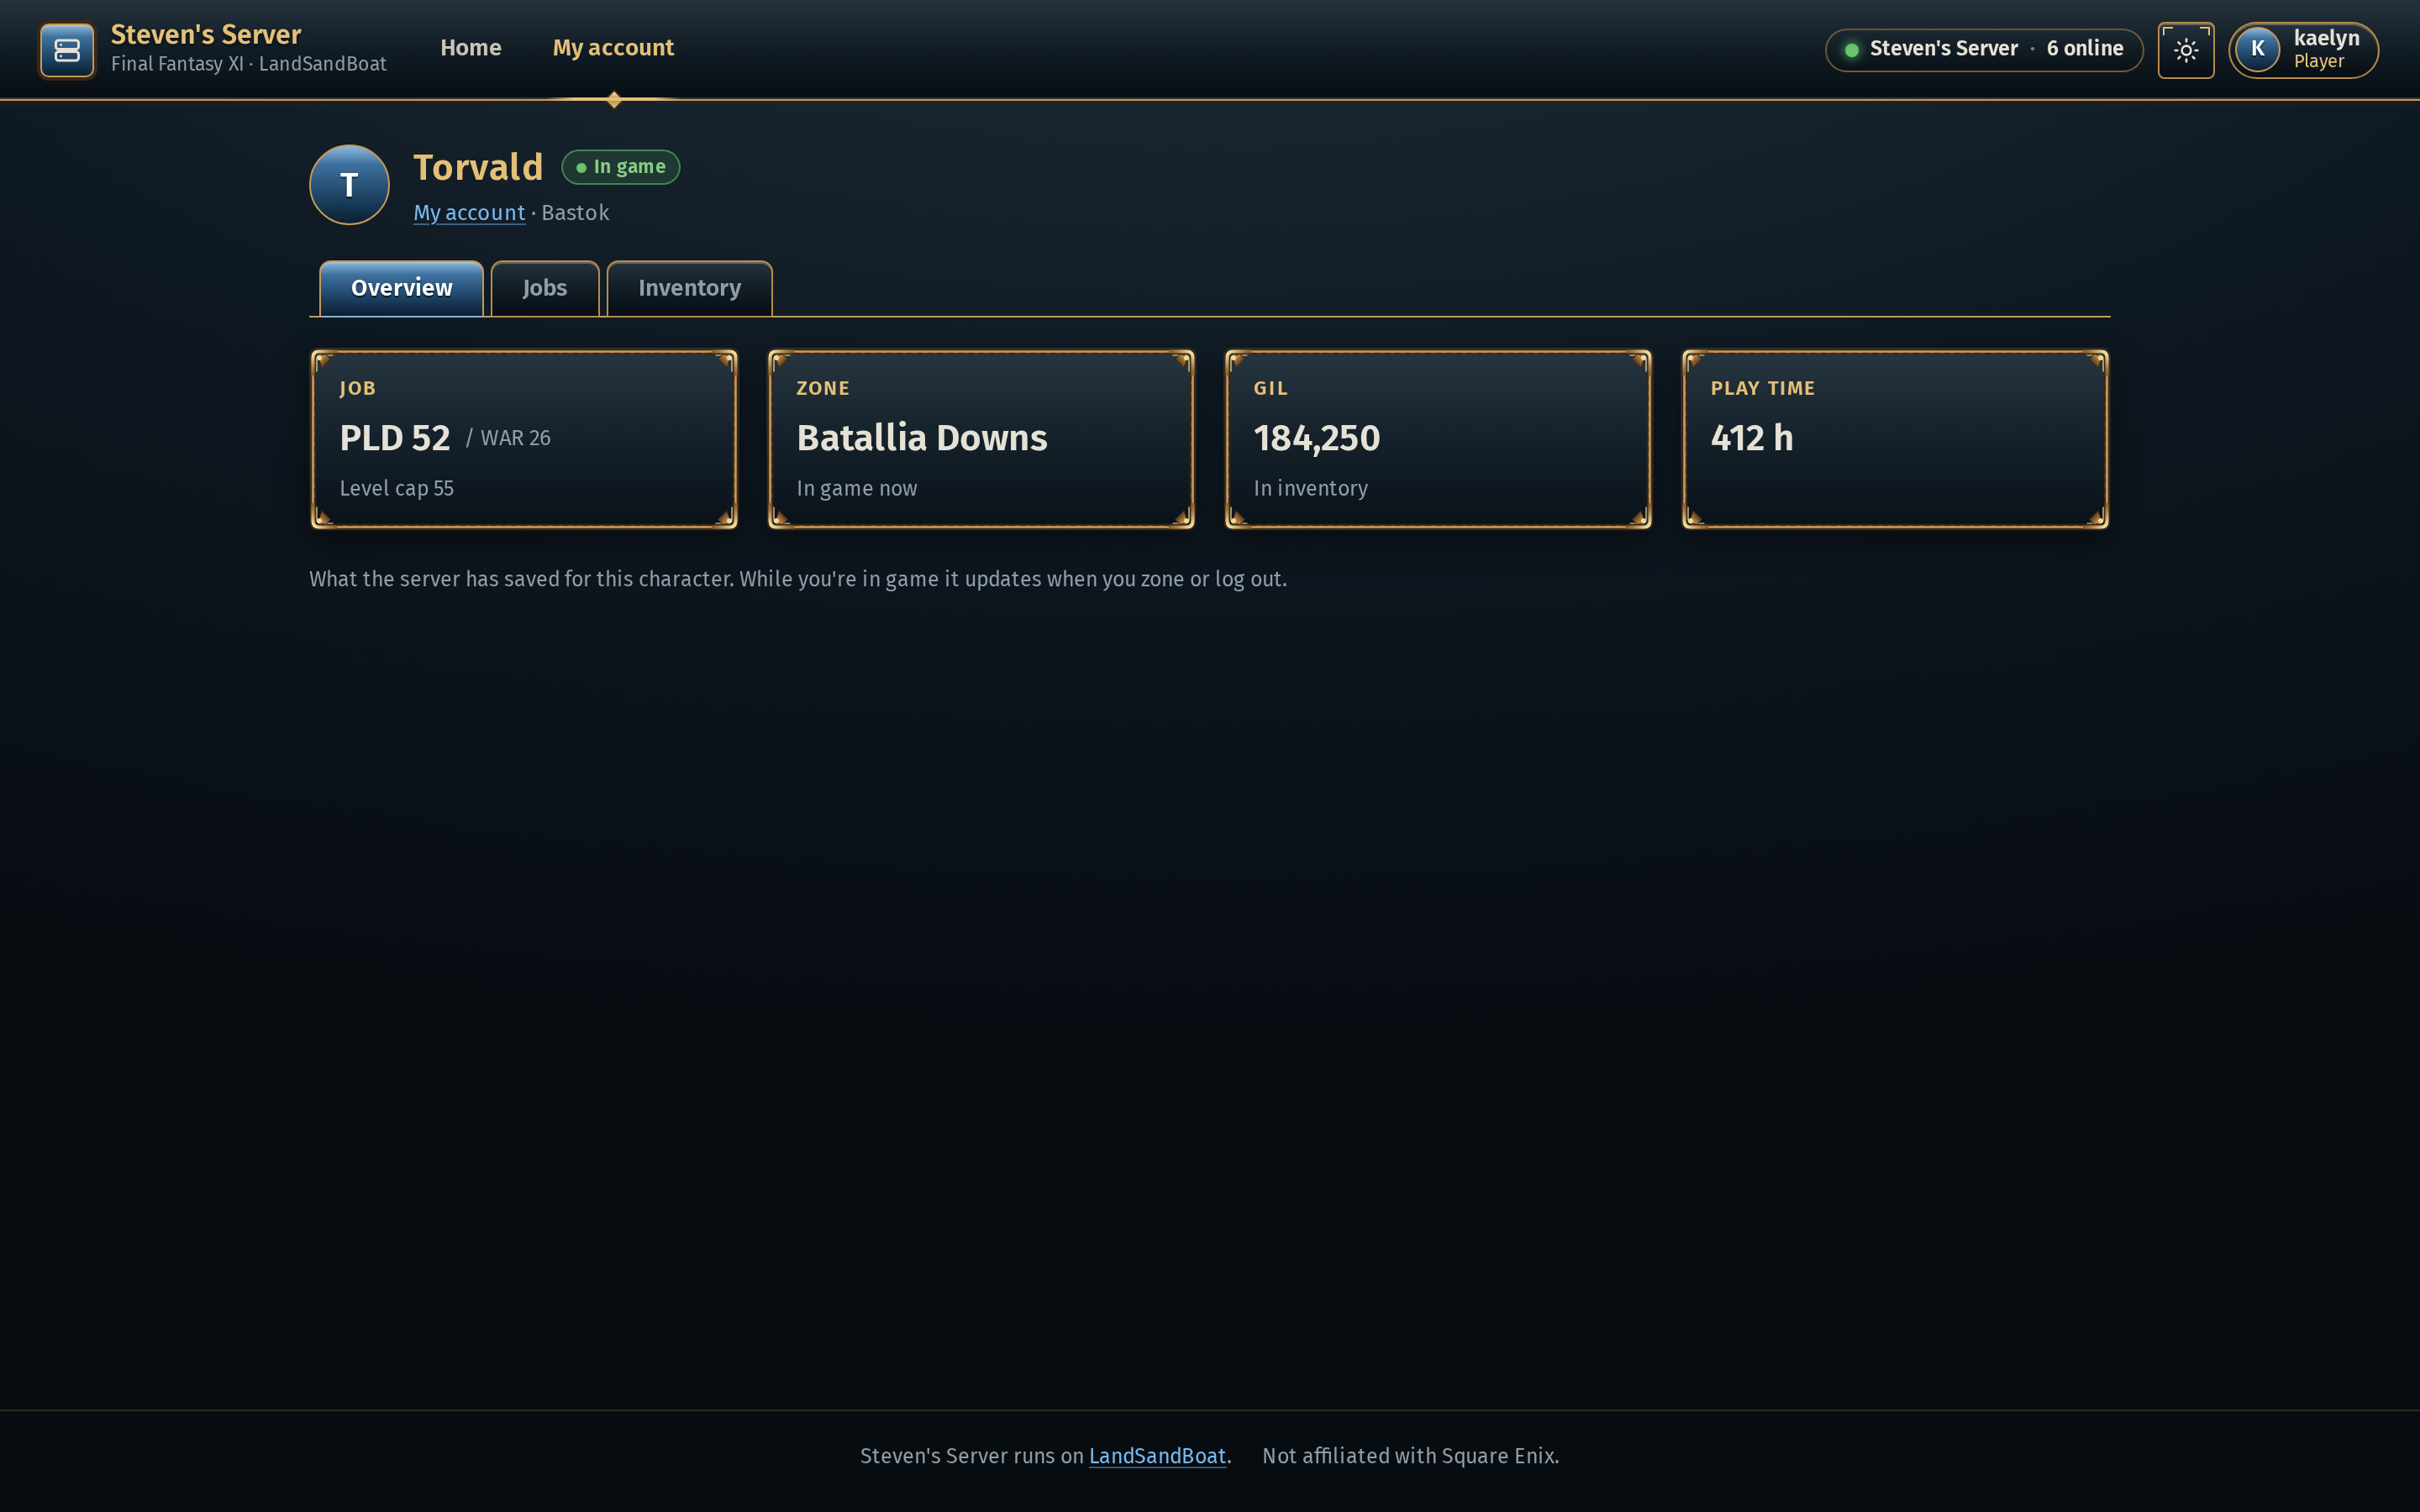 Steven's Server
Final Fantasy XI · LandSandBoat
Home
My account
Steven's Server · 6 online
K
kaelyn
Player
T
Torvald
In game
My account · Bastok
Overview
Jobs
Inventory
JOB
PLD 52 / WAR 26
Level cap 55
ZONE
Batallia Downs
In game now
GIL
184,250
In inventory
PLAY TIME
412 h
What the server has saved for this character. While you're in game it updates when you zone or log out.
Steven's Server runs on LandSandBoat. Not affiliated with Square Enix.